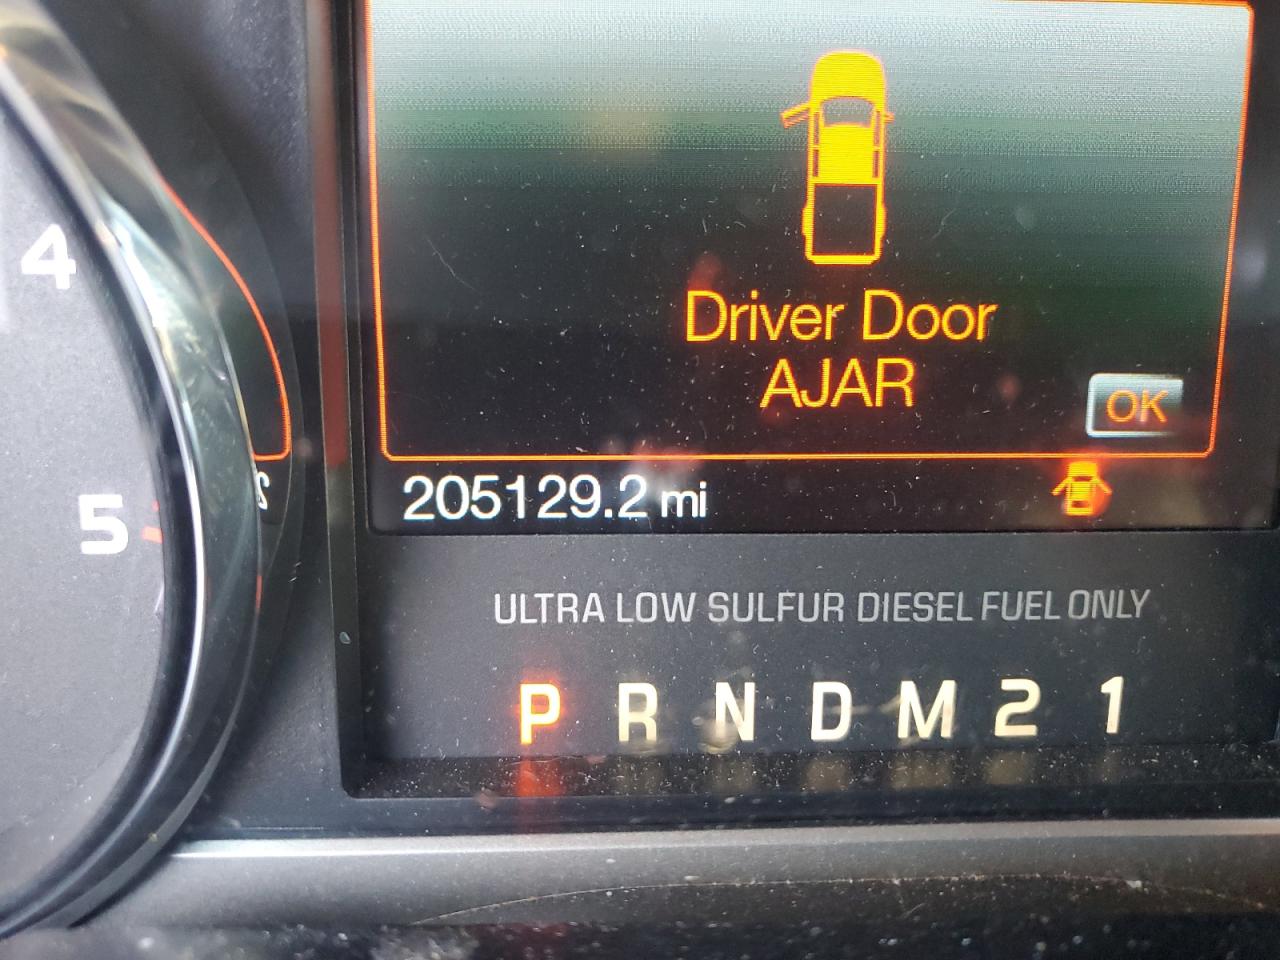 4
5
Driver Door
AJAR
OK
205129.2 mi
ULTRA LOW SULFUR DIESEL FUEL ONLY
P R N D M 2 1